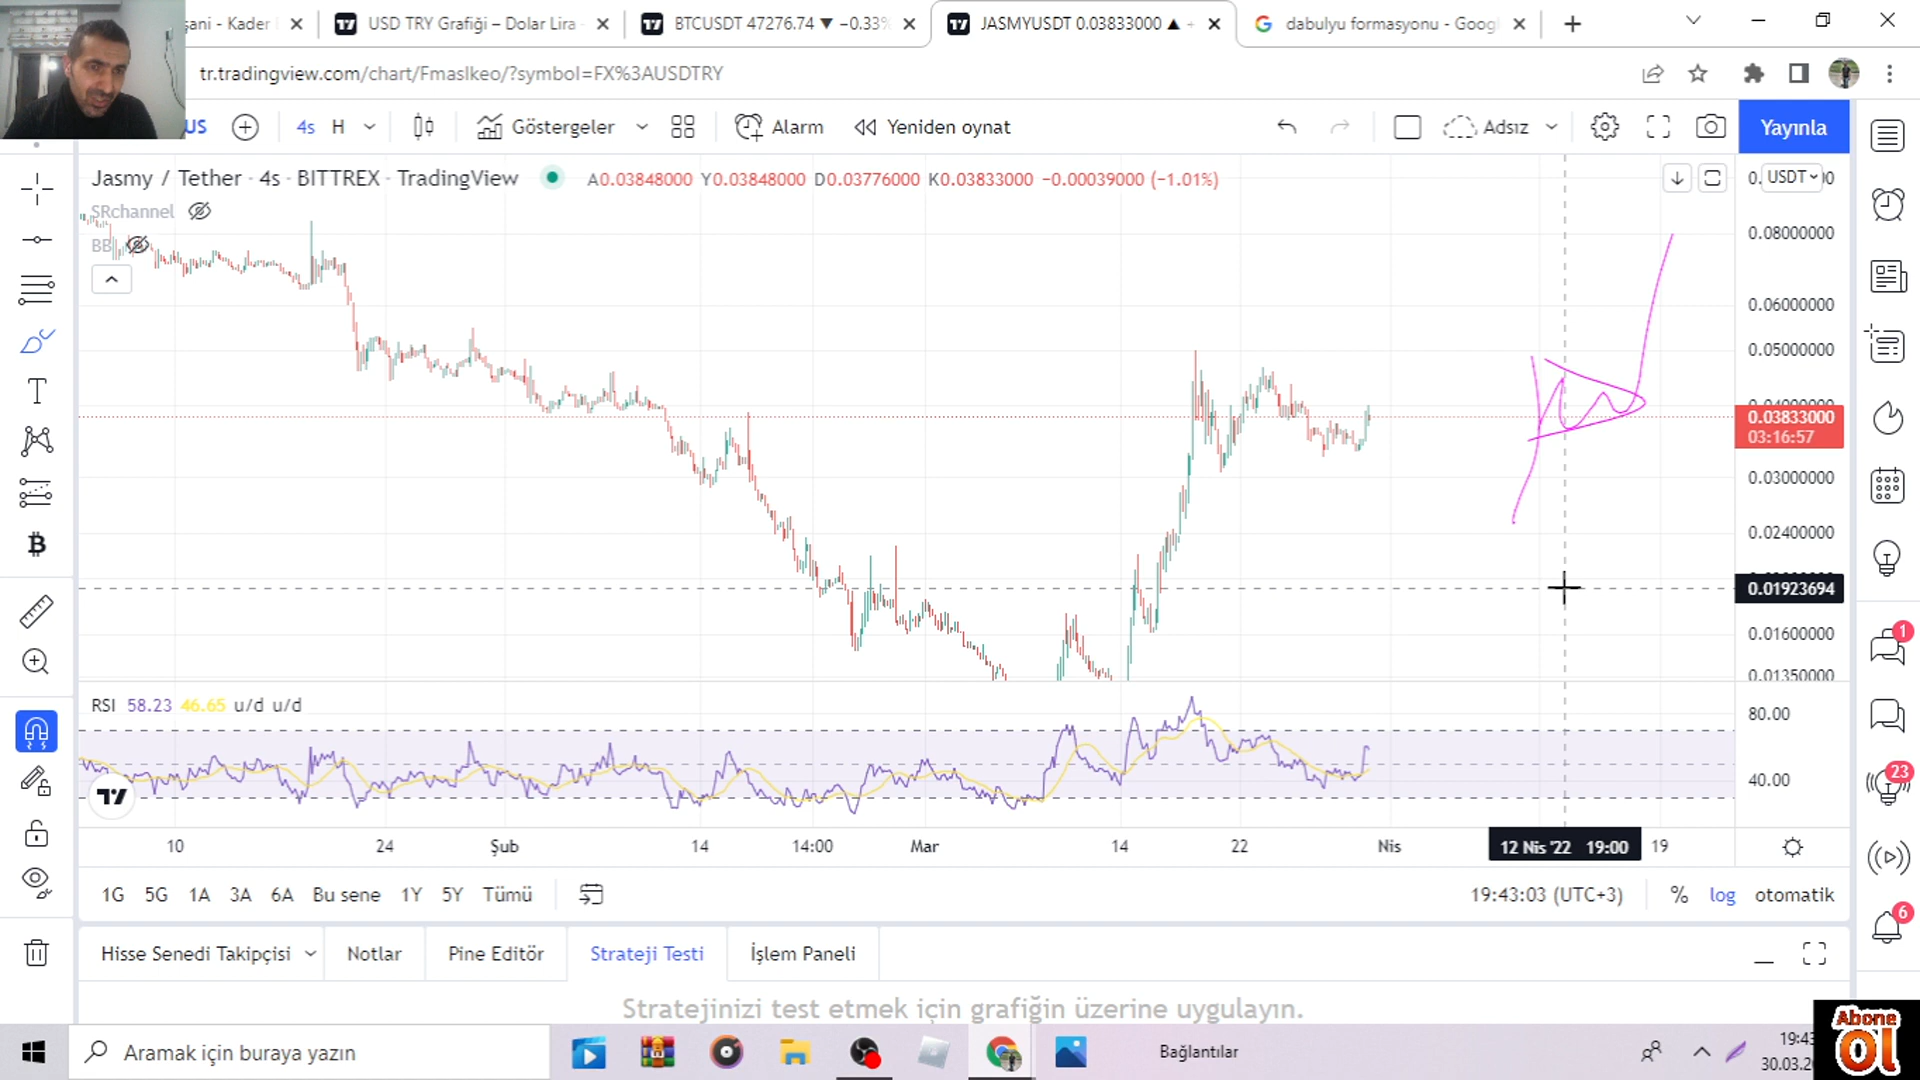 şani - Kader
USD TRY Grafiği – Dolar Lira
BTCUSDT 47276.74 ▼ −0.33%
JASMYUSDT 0.03833000 ▲
dabulyu formasyonu - Goog
tr.tradingview.com/chart/Fmaslkeo/?symbol=FX%3AUSDTRY
US
4s H
Göstergeler
Alarm
Yeniden oynat
Adsız
Yayınla
Jasmy / Tether · 4s · BITTREX · TradingView
A0.03848000 Y0.03848000 D0.03776000 K0.03833000 −0.00039000 (−1.01%)
USDT
SRchannel
BB
0.08000000
0.06000000
0.05000000
0.03833000
03:16:57
0.03000000
0.02400000
0.01923694
0.01600000
0.01350000
RSI 58.23 46.65 u/d u/d
80.00
40.00
10 24 Şub 14 14:00 Mar 14 22 Nis 12 Nis '22 19:00 19
1G 5G 1A 3A 6A Bu sene 1Y 5Y Tümü
19:43:03 (UTC+3) % log otomatik
Hisse Senedi Takipçisi Notlar Pine Editör Strateji Testi İşlem Paneli
Stratejinizi test etmek için grafiğin üzerine uygulayın.
1
23
6
Aramak için buraya yazın
Bağlantılar
19:43
30.03.2
Abone
Ol